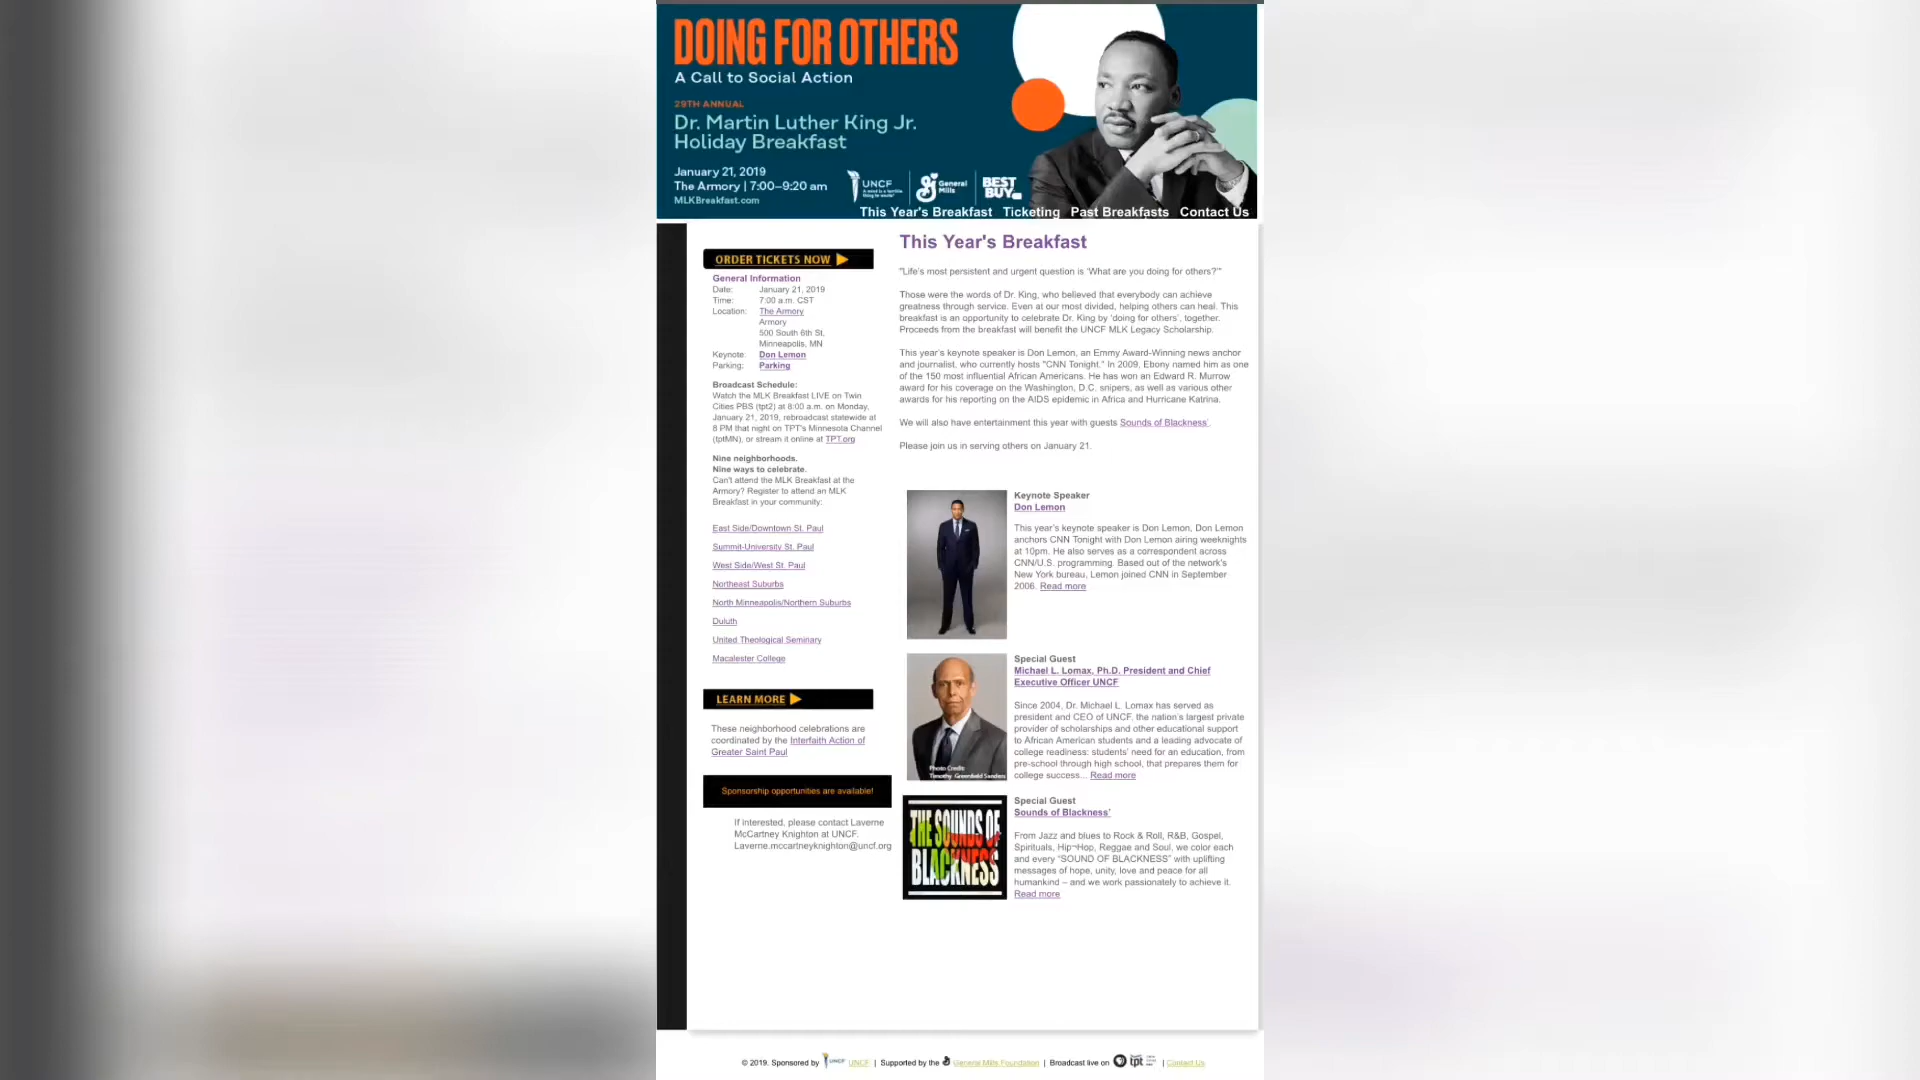 DOING FOR OTHERS
A Call to Social Action
29TH ANNUAL
Dr. Martin Luther King Jr.
Holiday Breakfast
January 21, 2019
The Armory | 7:00–9:20 am
MLKBreakfast.com
UNCF
General
Mills
BEST
BUY
This Year's Breakfast Ticketing Past Breakfasts Contact Us
ORDER TICKETS NOW
General Information
Date: January 21, 2019
Time: 7:00 a.m. CST
Location: The Armory
Armory
500 South 6th St.
Minneapolis, MN
Keynote: Don Lemon
Parking: Parking
Broadcast Schedule:
Watch the MLK Breakfast LIVE on Twin
Cities PBS (tpt2) at 8:00 a.m. on Monday,
January 21, 2019, rebroadcast statewide at
8 PM that night on TPT's Minnesota Channel
(tptMN), or stream it online at TPT.org
Nine neighborhoods.
Nine ways to celebrate.
Can't attend the MLK Breakfast at the
Armory? Register to attend an MLK
Breakfast in your community:
East Side/Downtown St. Paul
Summit-University St. Paul
West Side/West St. Paul
Northeast Suburbs
North Minneapolis/Northern Suburbs
Duluth
United Theological Seminary
Macalester College
LEARN MORE
These neighborhood celebrations are
coordinated by the Interfaith Action of
Greater Saint Paul
Sponsorship opportunities are available!
If interested, please contact Laverne
McCartney Knighton at UNCF.
Laverne.mccartneyknighton@uncf.org
This Year's Breakfast
"Life's most persistent and urgent question is 'What are you doing for others?'"
Those were the words of Dr. King, who believed that everybody can achieve
greatness through service. Even at our most divided, helping others can heal. This
breakfast is an opportunity to celebrate Dr. King by 'doing for others', together.
Proceeds from the breakfast will benefit the UNCF MLK Legacy Scholarship.
This year's keynote speaker is Don Lemon, an Emmy Award-Winning news anchor
and journalist, who currently hosts "CNN Tonight." In 2009, Ebony named him as one
of the 150 most influential African Americans. He has won an Edward R. Murrow
award for his coverage on the Washington, D.C. snipers, as well as various other
awards for his reporting on the AIDS epidemic in Africa and Hurricane Katrina.
We will also have entertainment this year with guests Sounds of Blackness'.
Please join us in serving others on January 21.
Keynote Speaker
Don Lemon
This year's keynote speaker is Don Lemon, Don Lemon
anchors CNN Tonight with Don Lemon airing weeknights
at 10pm. He also serves as a correspondent across
CNN/U.S. programming. Based out of the network's
New York bureau, Lemon joined CNN in September
2006. Read more
Special Guest
Michael L. Lomax, Ph.D. President and Chief
Executive Officer UNCF
Since 2004, Dr. Michael L. Lomax has served as
president and CEO of UNCF, the nation's largest private
provider of scholarships and other educational support
to African American students and a leading advocate of
college readiness: students' need for an education, from
pre-school through high school, that prepares them for
college success... Read more
Photo Credit:
Timothy Greenfield Sanders
Special Guest
Sounds of Blackness'
From Jazz and blues to Rock & Roll, R&B, Gospel,
Spirituals, Hip¬Hop, Reggae and Soul, we color each
and every "SOUND OF BLACKNESS" with uplifting
messages of hope, unity, love and peace for all
humankind – and we work passionately to achieve it.
Read more
THE SOUNDS OF
BLACKNESS
© 2019. Sponsored by UNCF UNCF | Supported by the General Mills Foundation | Broadcast live on tpt | Contact Us